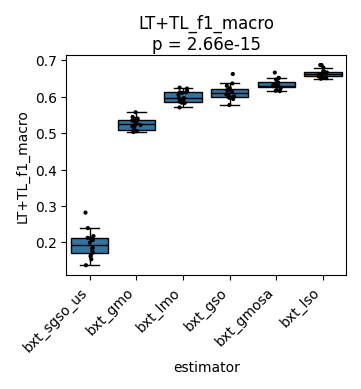 LT+TL_f1_macro
p = 2.66e-15
LT+TL_f1_macro
0.7
0.6
0.5
0.4
0.3
0.2
bxt_sgso_us
bxt_gmo
bxt_lmo
bxt_gso
bxt_gmosa
bxt_lso
estimator